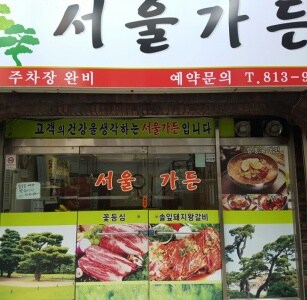 서울가든
주차장 완비 예약문의 T. 813-9
고객의 건강을 생각하는 서울가든입니다
서울 가든
꽃등심 솔잎돼지왕갈비